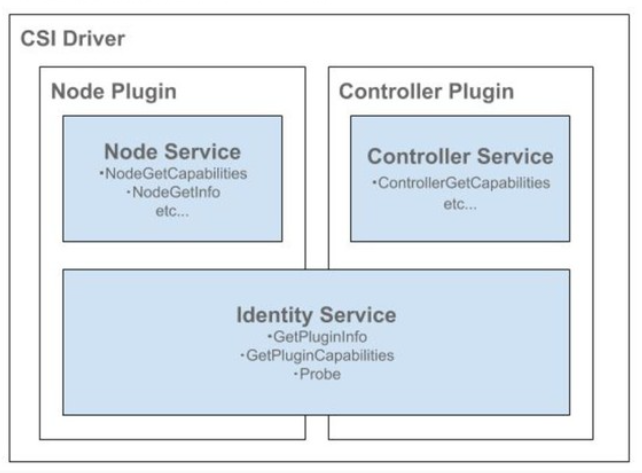 CSI Driver
Node Plugin
Node Service
•NodeGetCapabilities
•NodeGetInfo
etc...
Controller Plugin
Controller Service
•ControllerGetCapabilities
etc...
Identity Service
•GetPluginInfo
•GetPluginCapabilities
•Probe